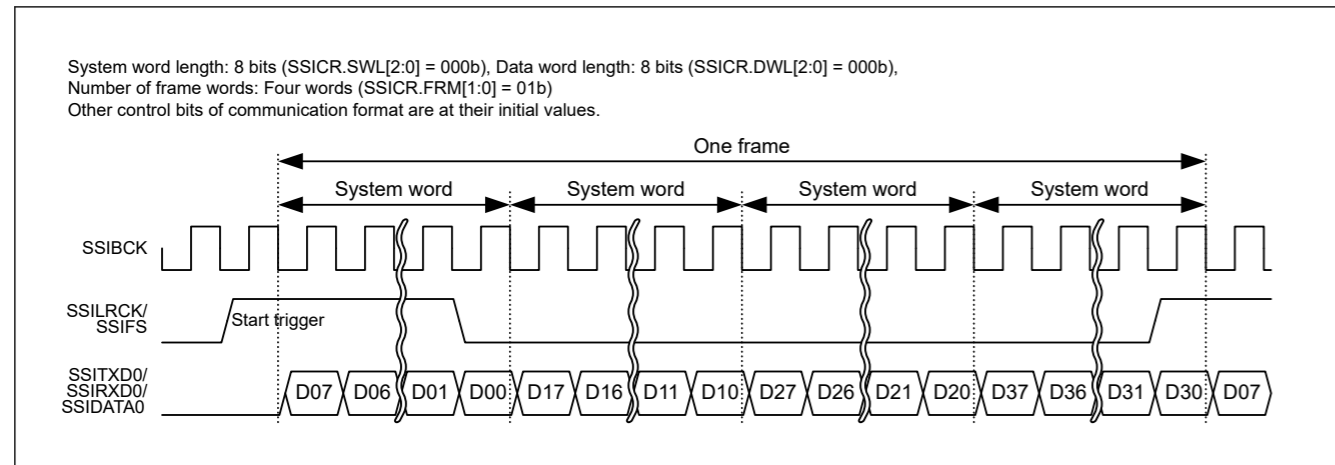 System word length: 8 bits (SSICR.SWL[2:0] = 000b), Data word length: 8 bits (SSICR.DWL[2:0] = 000b),
Number of frame words: Four words (SSICR.FRM[1:0] = 01b)
Other control bits of communication format are at their initial values.
One frame
System word System word System word System word
SSIBCK
SSILRCK/
SSIFS
Start trigger
SSITXD0/
SSIRXD0/
SSIDATA0
D07 D06 D01 D00 D17 D16 D11 D10 D27 D26 D21 D20 D37 D36 D31 D30 D07